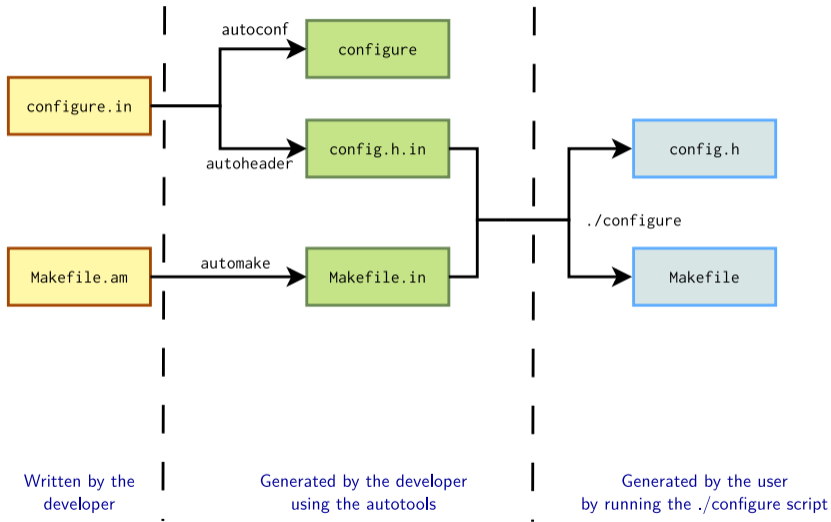 autoconf
configure
configure.in
config.h.in
config.h
autoheader
./configure
automake
Makefile.am
Makefile.in
Makefile
Written by the
developer
Generated by the developer
using the autotools
Generated by the user
by running the ./configure script